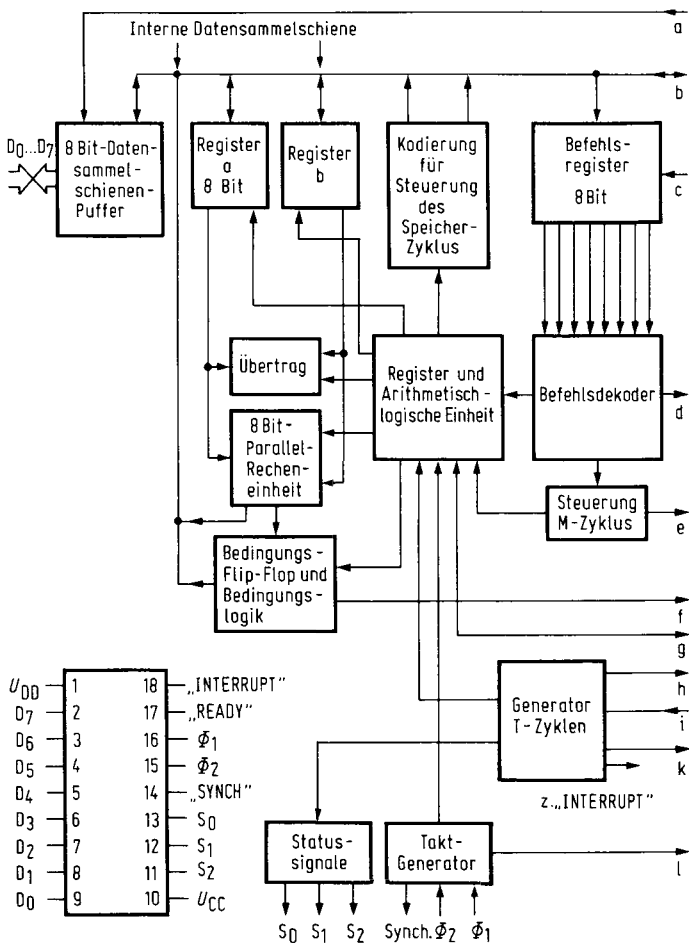 a
Interne Datensammelschiene
b
D0...D7
8 Bit-Daten-
sammel-
schienen-
Puffer
Register
a
8 Bit
Register
b
Kodierung
für
Steuerung
des
Speicher-
Zyklus
Befehls-
register
8 Bit
c
Übertrag
Register und
Arithmetisch-
logische Einheit
Befehlsdekoder
d
8 Bit-
Parallel-
Rechen-
einheit
Steuerung
M-Zyklus
e
Bedingungs-
Flip-Flop und
Bedingungs-
logik
f
g
Generator
T-Zyklen
h
i
k
z.„INTERRUPT"
UDD 1 18 „INTERRUPT"
D7 2 17 „READY"
D6 3 16 Φ1
D5 4 15 Φ2
D4 5 14 „SYNCH"
D3 6 13 S0
D2 7 12 S1
D1 8 11 S2
D0 9 10 UCC
Status-
signale
Takt-
Generator
l
S0 S1 S2 Synch. Φ2 Φ1